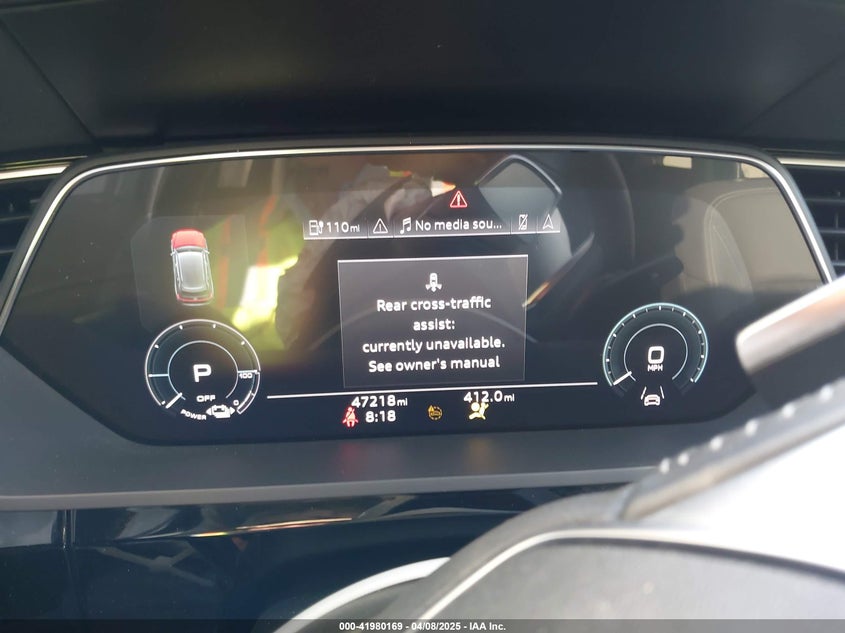 110mi
No media sou...
Rear cross-traffic
assist:
currently unavailable.
See owner's manual
P
OFF
100
0
POWER
0
MPH
47218mi
412.0mi
8:18
000-41980169 - 04/08/2025 - IAA Inc.